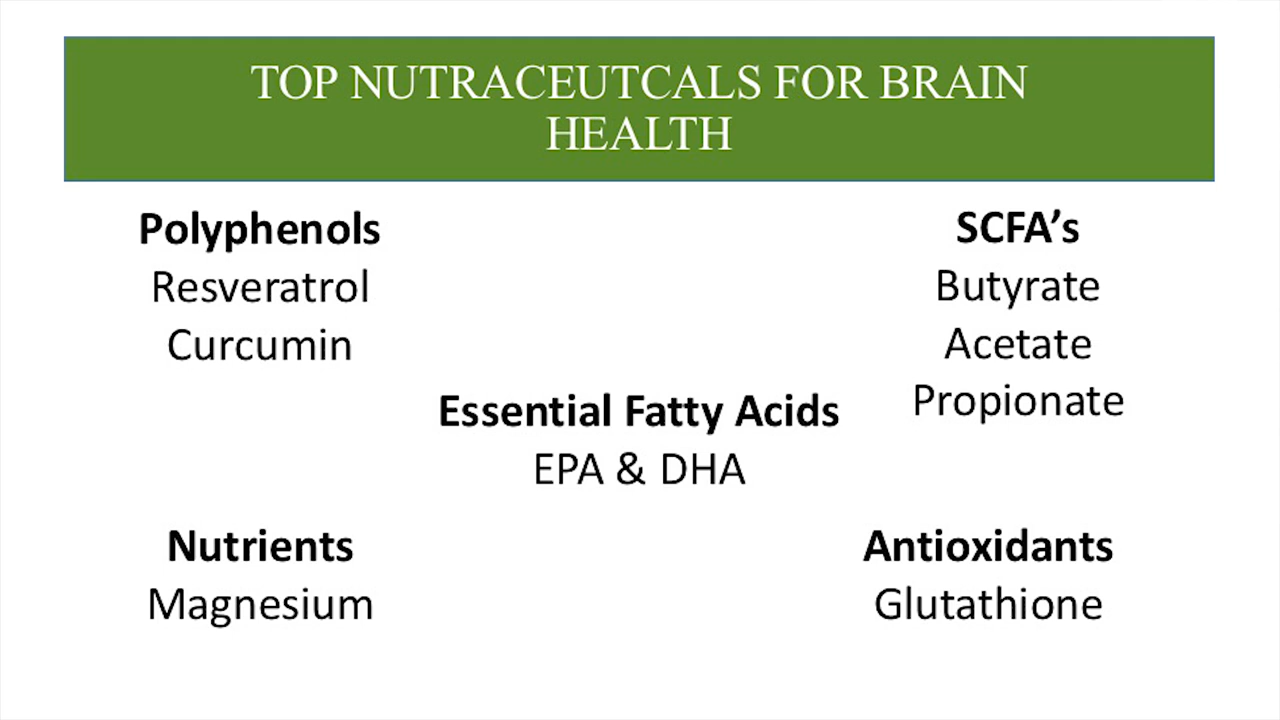 TOP NUTRACEUTCALS FOR BRAIN
HEALTH
Polyphenols
Resveratrol
Curcumin
SCFA’s
Butyrate
Acetate
Propionate
Essential Fatty Acids
EPA & DHA
Nutrients
Magnesium
Antioxidants
Glutathione